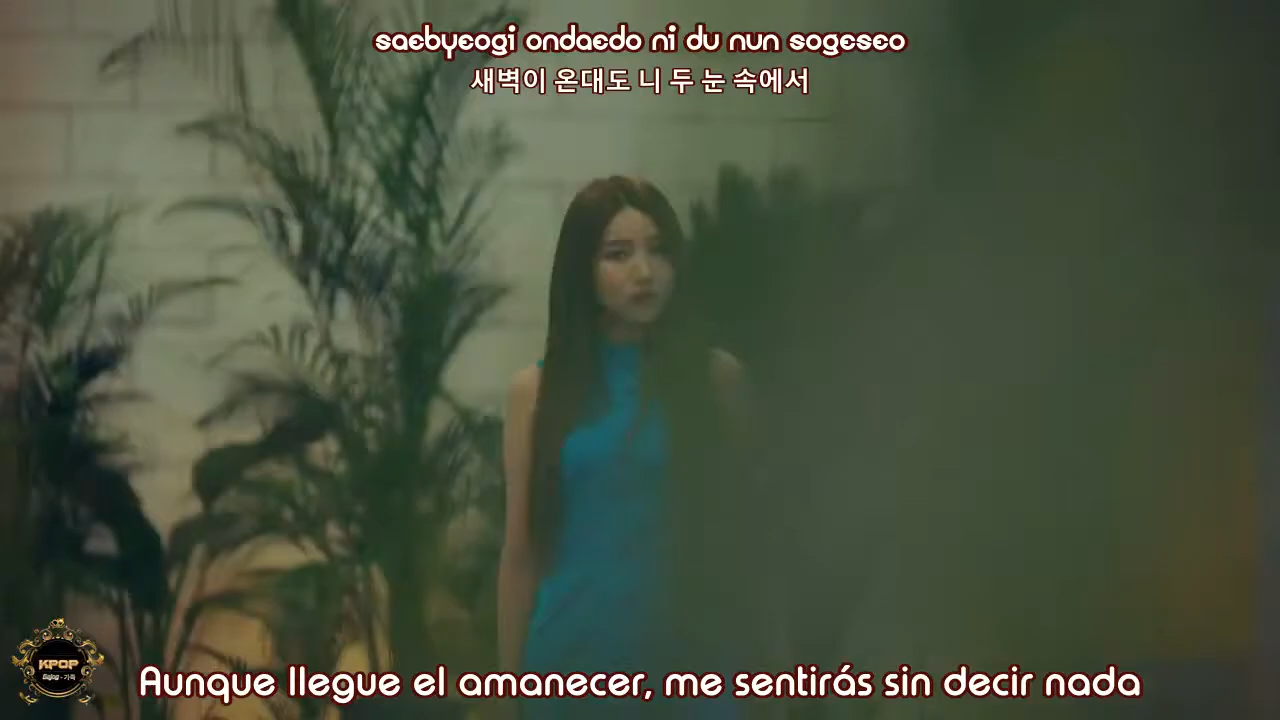 saebyeogi ondaedo ni du nun sogeseo
새벽이 온대도 니 두 눈 속에서
KPOP
Aunque llegue el amanecer, me sentirás sin decir nada